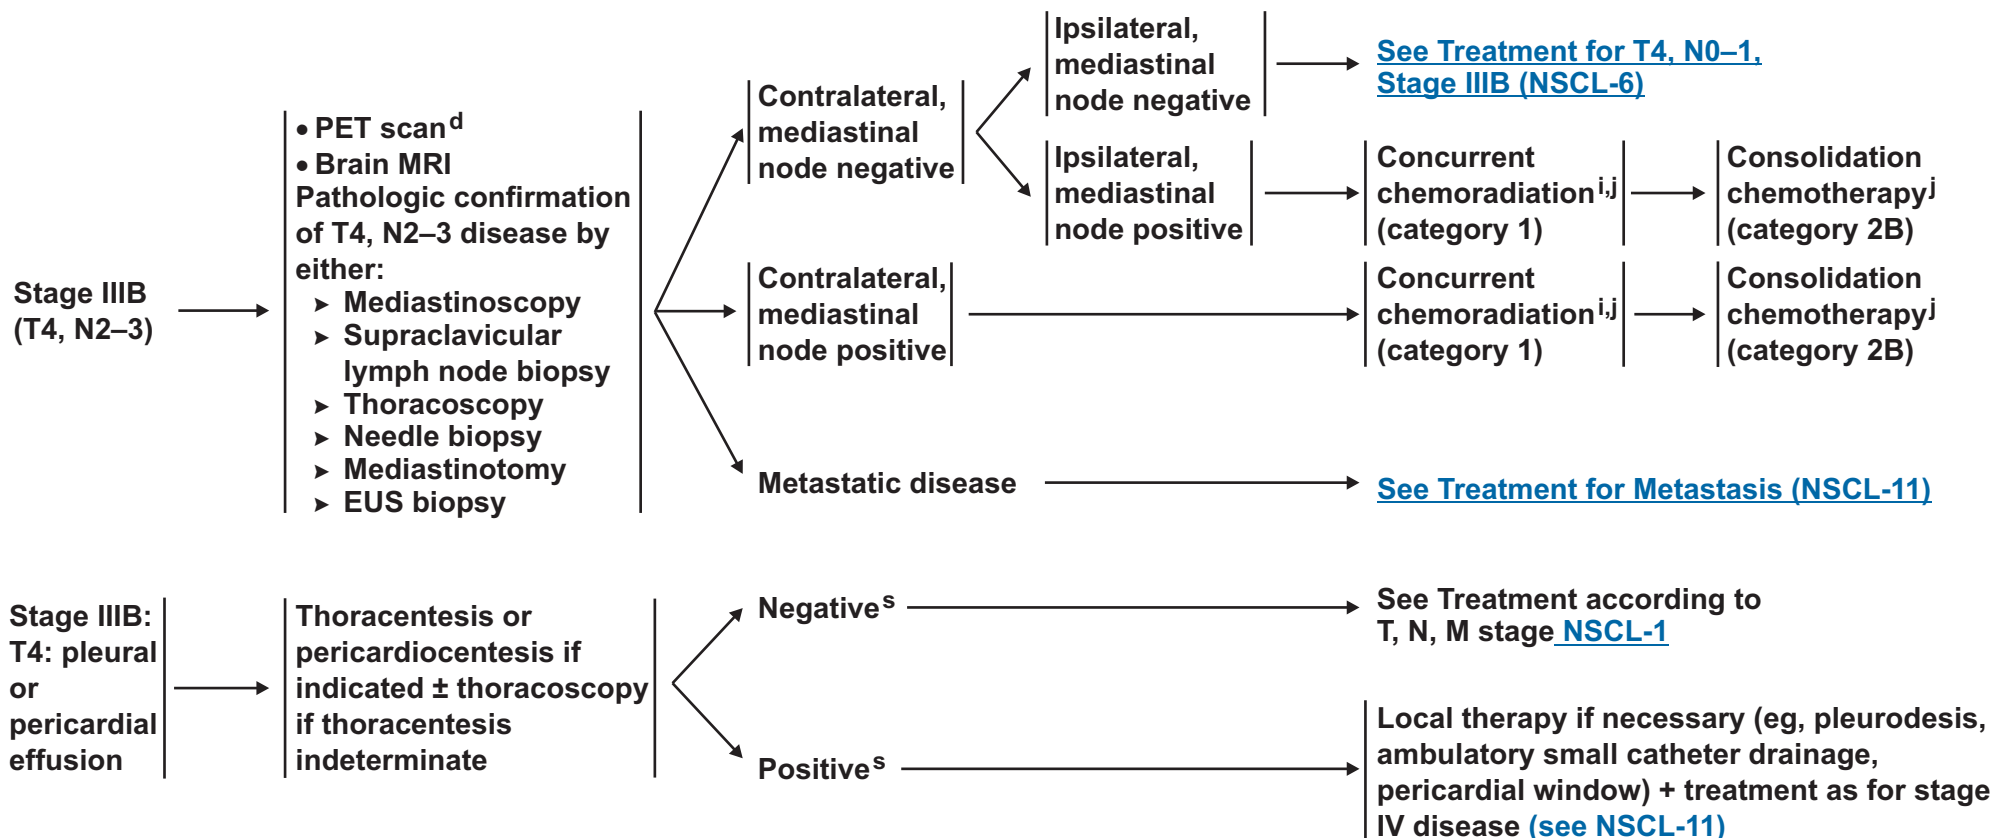 Stage IIIB
(T4, N2–3)
• PET scan d
• Brain MRI
Pathologic confirmation
of T4, N2–3 disease by
either:
➤ Mediastinoscopy
➤ Supraclavicular
lymph node biopsy
➤ Thoracoscopy
➤ Needle biopsy
➤ Mediastinotomy
➤ EUS biopsy
Contralateral,
mediastinal
node negative
Ipsilateral,
mediastinal
node negative
See Treatment for T4, N0–1,
Stage IIIB (NSCL-6)
Ipsilateral,
mediastinal
node positive
Concurrent
chemoradiation i,j
(category 1)
Consolidation
chemotherapy j
(category 2B)
Contralateral,
mediastinal
node positive
Concurrent
chemoradiation i,j
(category 1)
Consolidation
chemotherapy j
(category 2B)
Metastatic disease
See Treatment for Metastasis (NSCL-11)
Stage IIIB:
T4: pleural
or
pericardial
effusion
Thoracentesis or
pericardiocentesis if
indicated ± thoracoscopy
if thoracentesis
indeterminate
Negative s
See Treatment according to
T, N, M stage NSCL-1
Positive s
Local therapy if necessary (eg, pleurodesis,
ambulatory small catheter drainage,
pericardial window) + treatment as for stage
IV disease (see NSCL-11)